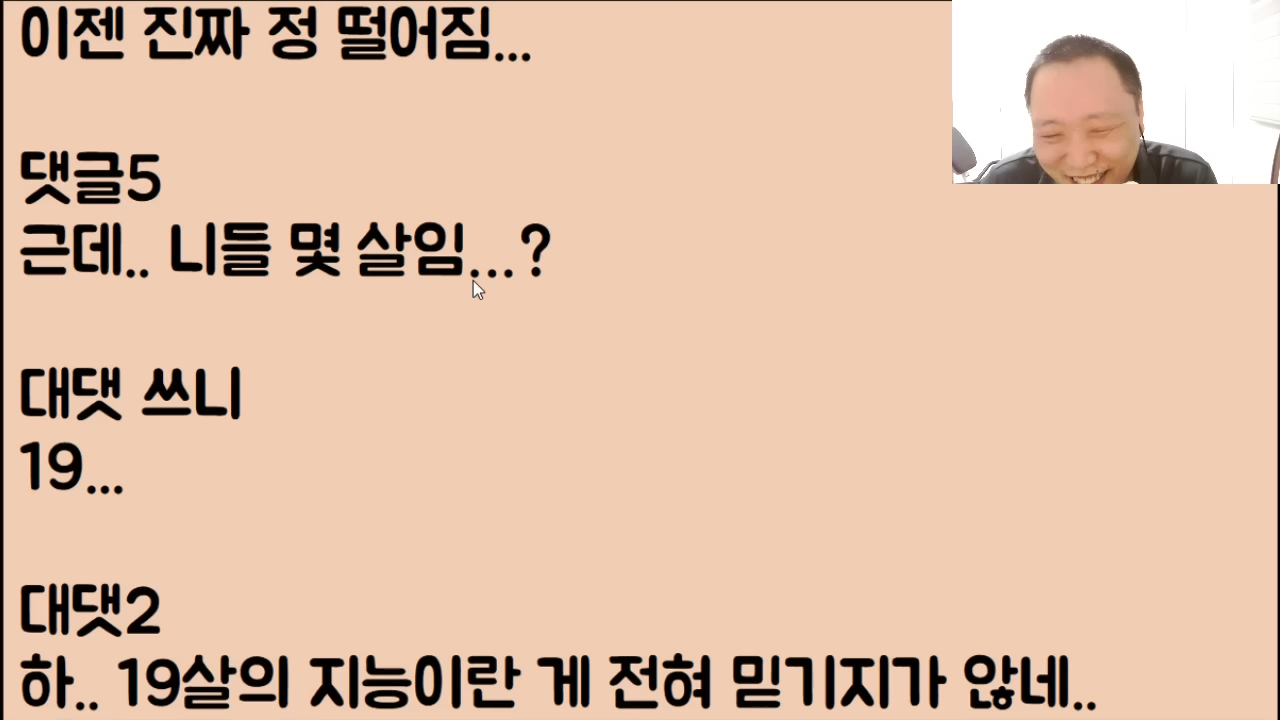 이젠 진짜 정 떨어짐...
댓글5
근데.. 니들 몇 살임...?
대댓 쓰니
19...
대댓2
하.. 19살의 지능이란 게 전혀 믿기지가 않네..